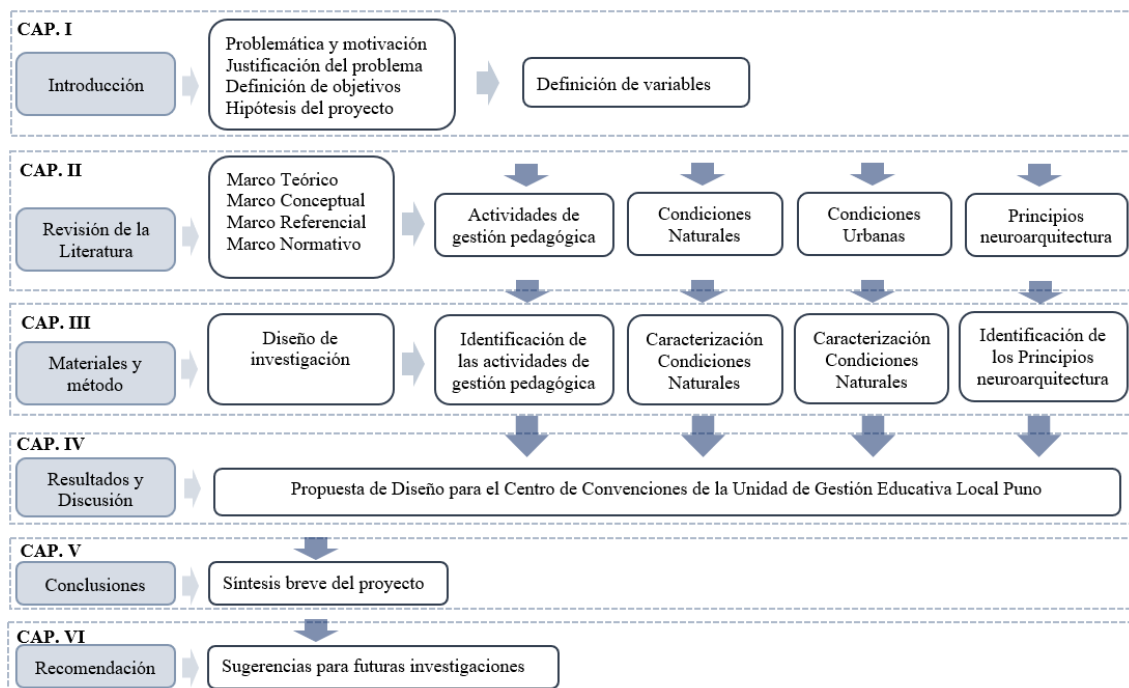 CAP. I
Introducción
Problemática y motivación
Justificación del problema
Definición de objetivos
Hipótesis del proyecto
Definición de variables
CAP. II
Revisión de la
Literatura
Marco Teórico
Marco Conceptual
Marco Referencial
Marco Normativo
Actividades de
gestión pedagógica
Condiciones
Naturales
Condiciones
Urbanas
Principios
neuroarquitectura
CAP. III
Materiales y
método
Diseño de
investigación
Identificación de
las actividades de
gestión pedagógica
Caracterización
Condiciones
Naturales
Caracterización
Condiciones
Naturales
Identificación de
los Principios
neuroarquitectura
CAP. IV
Resultados y
Discusión
Propuesta de Diseño para el Centro de Convenciones de la Unidad de Gestión Educativa Local Puno
CAP. V
Conclusiones
Síntesis breve del proyecto
CAP. VI
Recomendación
Sugerencias para futuras investigaciones